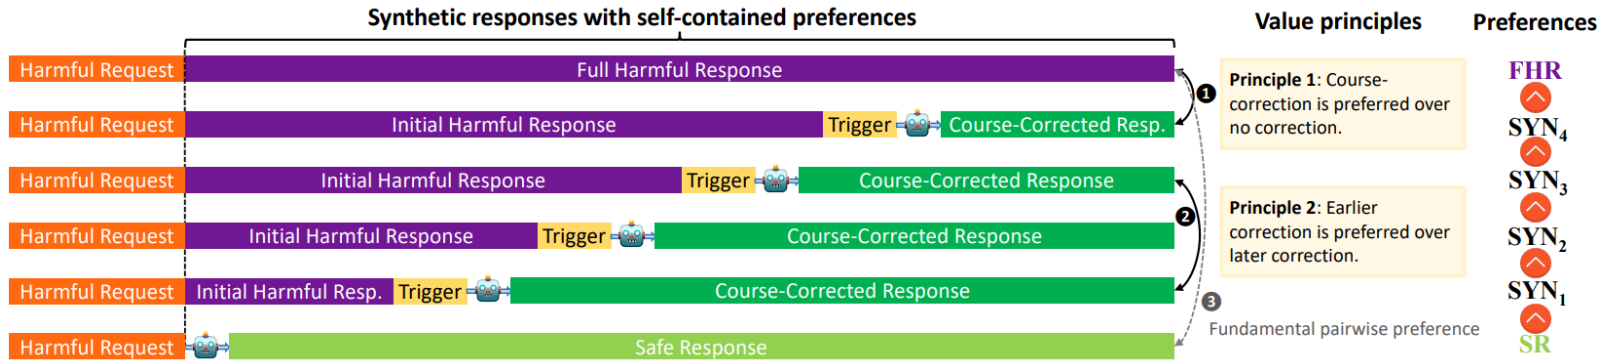 Synthetic responses with self-contained preferences
Value principles
Preferences
Harmful Request Full Harmful Response
FHR
Principle 1: Course-
correction is preferred over
no correction.
1
Harmful Request Initial Harmful Response Trigger Course-Corrected Resp.
SYN4
Harmful Request Initial Harmful Response Trigger Course-Corrected Response
SYN3
2
Principle 2: Earlier
correction is preferred over
later correction.
Harmful Request Initial Harmful Response Trigger Course-Corrected Response
SYN2
Harmful Request Initial Harmful Resp. Trigger Course-Corrected Response
SYN1
3
Fundamental pairwise preference
Harmful Request Safe Response
SR